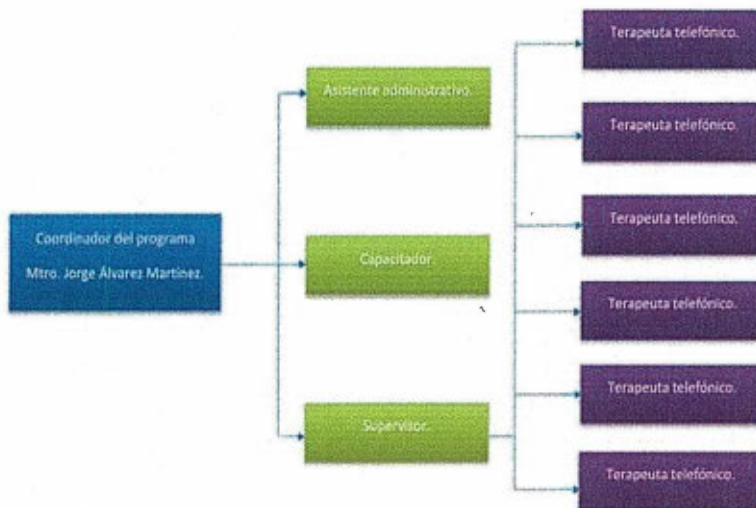 Coordinador del programa
Mtro. Jorge Álvarez Martínez.
Asistente administrativo.
Capacitador.
Supervisor.
Terapeuta telefónico.
Terapeuta telefónico.
Terapeuta telefónico.
Terapeuta telefónico.
Terapeuta telefónico.
Terapeuta telefónico.